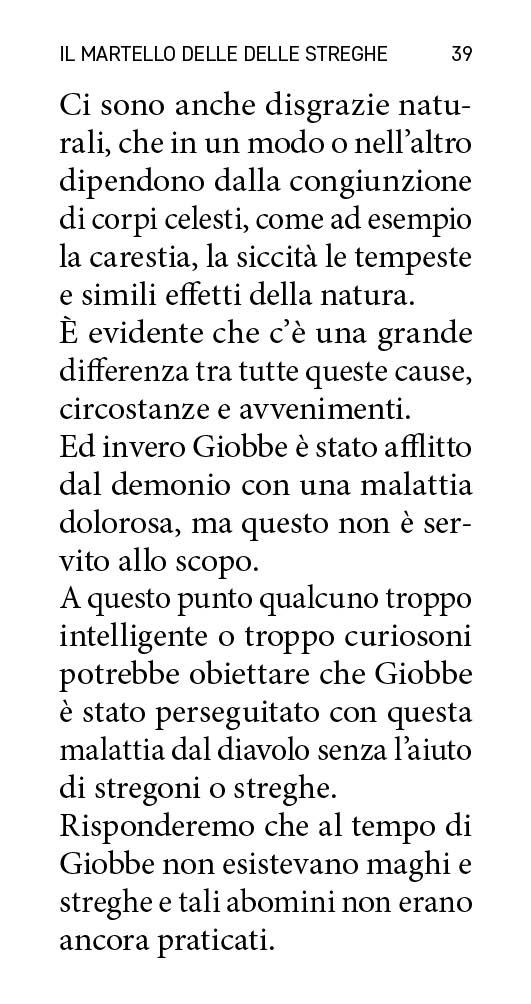 IL MARTELLO DELLE DELLE STREGHE 39
Ci sono anche disgrazie natu-
rali, che in un modo o nell’altro
dipendono dalla congiunzione
di corpi celesti, come ad esempio
la carestia, la siccità le tempeste
e simili effetti della natura.
È evidente che c’è una grande
differenza tra tutte queste cause,
circostanze e avvenimenti.
Ed invero Giobbe è stato afflitto
dal demonio con una malattia
dolorosa, ma questo non è ser-
vito allo scopo.
A questo punto qualcuno troppo
intelligente o troppo curiosoni
potrebbe obiettare che Giobbe
è stato perseguitato con questa
malattia dal diavolo senza l’aiuto
di stregoni o streghe.
Risponderemo che al tempo di
Giobbe non esistevano maghi e
streghe e tali abomini non erano
ancora praticati.